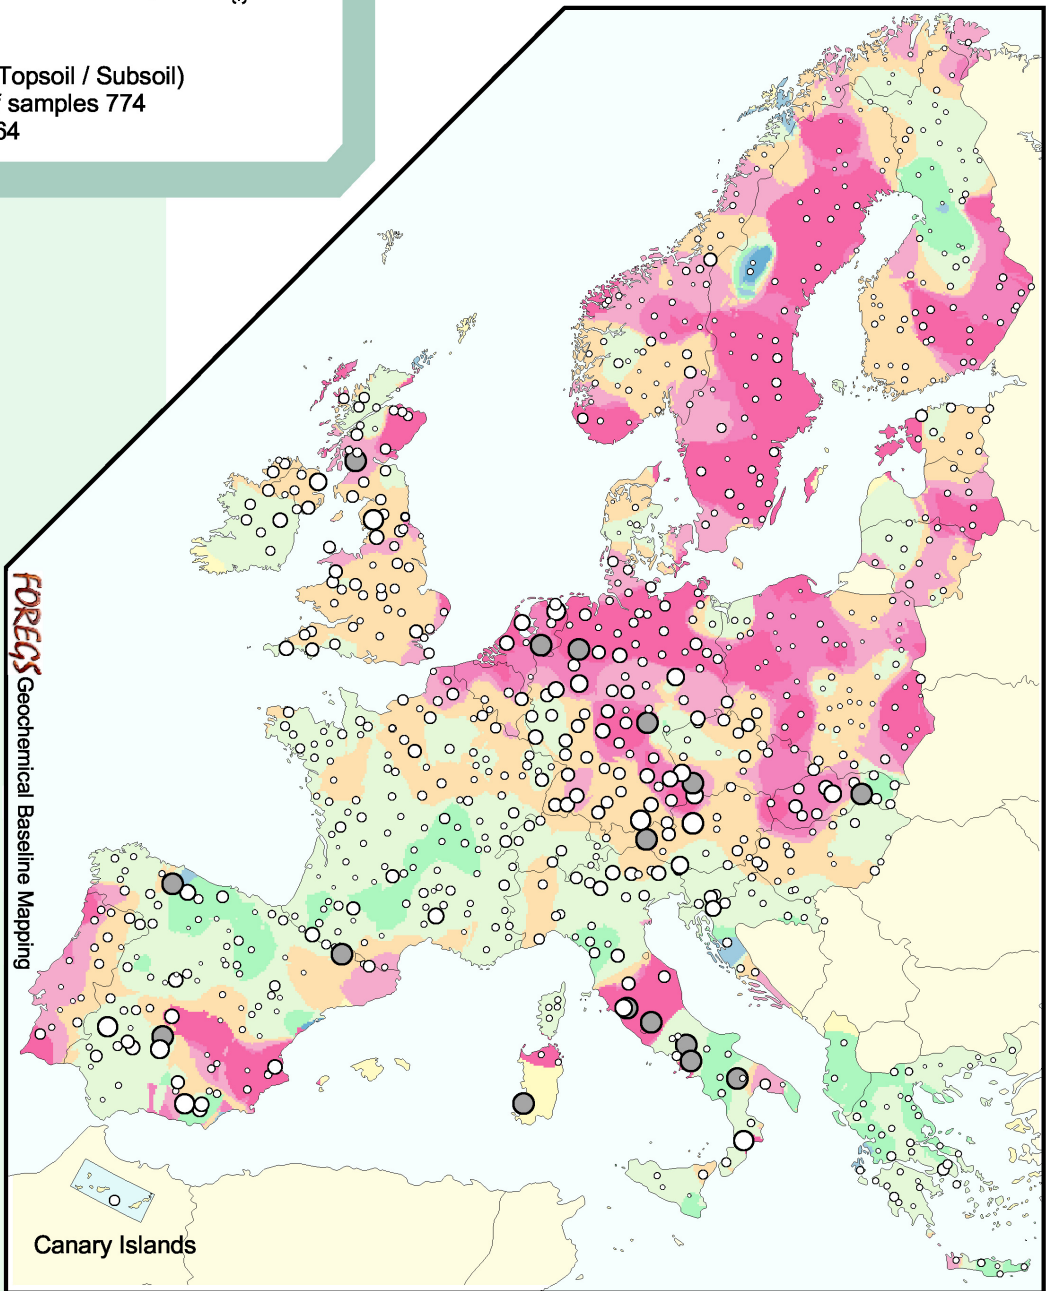 Topsoil / Subsoil)
samples 774
64
FOREGS Geochemical Baseline Mapping
Canary Islands